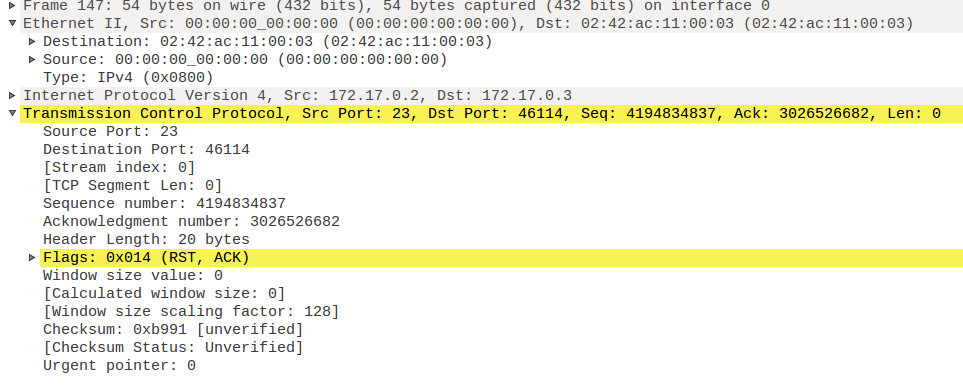 Frame 147: 54 bytes on wire (432 bits), 54 bytes captured (432 bits) on interface 0
Ethernet II, Src: 00:00:00_00:00:00 (00:00:00:00:00:00), Dst: 02:42:ac:11:00:03 (02:42:ac:11:00:03)
Destination: 02:42:ac:11:00:03 (02:42:ac:11:00:03)
Source: 00:00:00_00:00:00 (00:00:00:00:00:00)
Type: IPv4 (0x0800)
Internet Protocol Version 4, Src: 172.17.0.2, Dst: 172.17.0.3
Transmission Control Protocol, Src Port: 23, Dst Port: 46114, Seq: 4194834837, Ack: 3026526682, Len: 0
Source Port: 23
Destination Port: 46114
[Stream index: 0]
[TCP Segment Len: 0]
Sequence number: 4194834837
Acknowledgment number: 3026526682
Header Length: 20 bytes
Flags: 0x014 (RST, ACK)
Window size value: 0
[Calculated window size: 0]
[Window size scaling factor: 128]
Checksum: 0xb991 [unverified]
[Checksum Status: Unverified]
Urgent pointer: 0